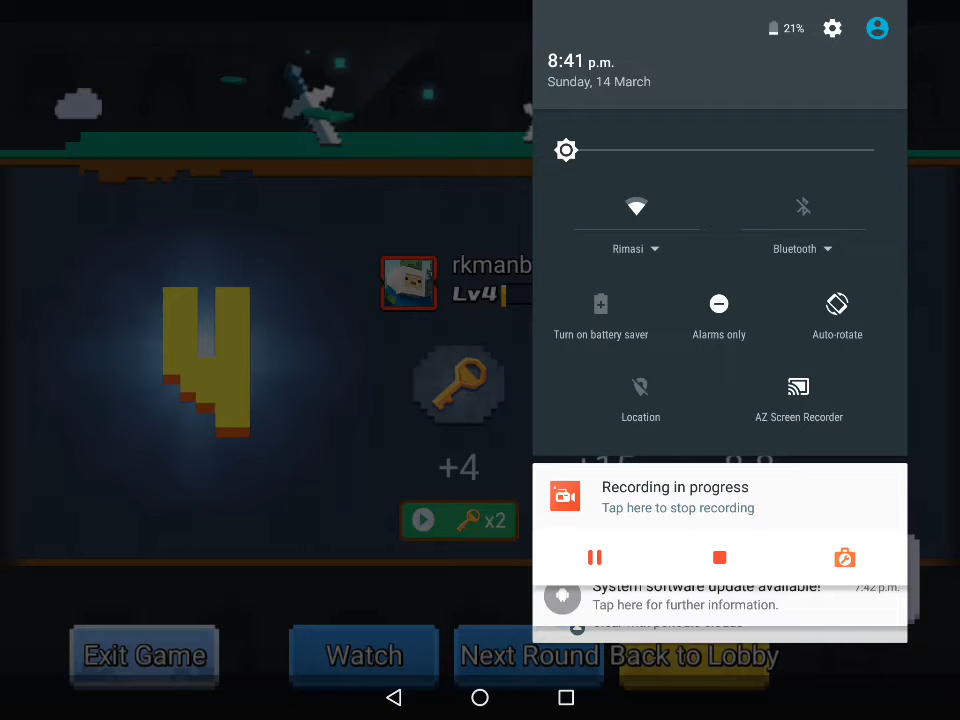 21%
8:41 p.m.
Sunday, 14 March
Rimasi
Bluetooth
Turn on battery saver
Alarms only
Auto-rotate
Location
AZ Screen Recorder
Recording in progress
Tap here to stop recording
System software update available!
7:42 p.m.
Tap here for further information.
4
rkmanb
Lv4
+4
x2
Exit Game
Watch
Next Round
Back to Lobby